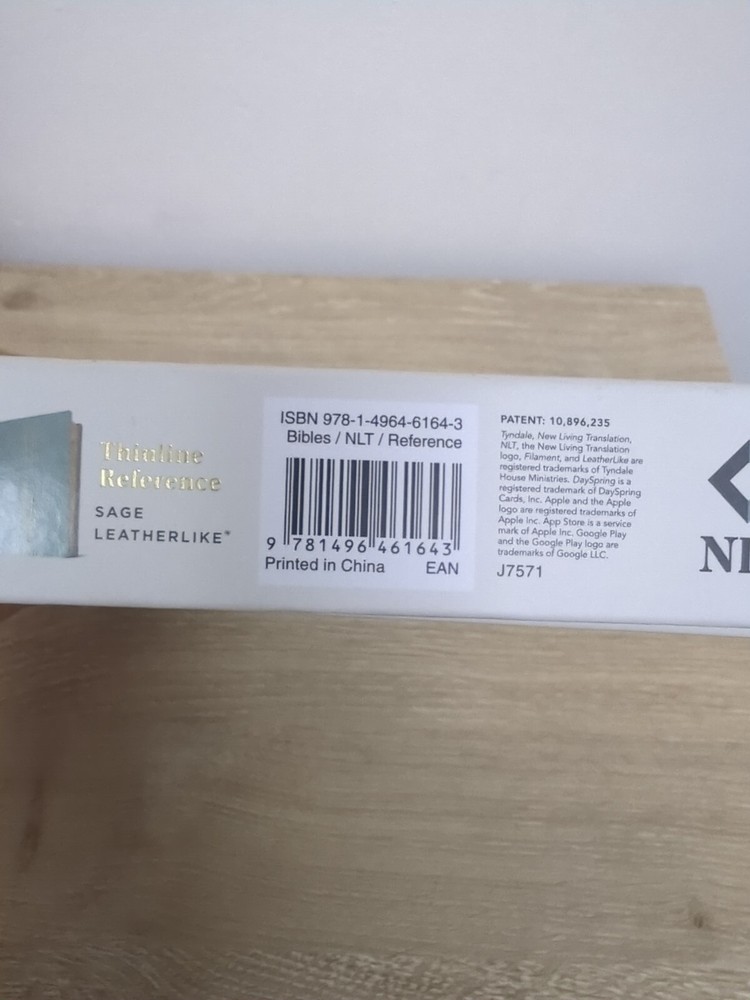 Thinline
Reference
SAGE
LEATHERLIKE®
ISBN 978-1-4964-6164-3
Bibles / NLT / Reference
9 781496 461643
Printed in China EAN
PATENT: 10,896,235
Tyndale, New Living Translation,
NLT, the New Living Translation
logo, Filament, and LeatherLike are
registered trademarks of Tyndale
House Ministries. DaySpring is a
registered trademark of DaySpring
Cards, Inc. Apple and the Apple
logo are registered trademarks of
Apple Inc. App Store is a service
mark of Apple Inc. Google Play
and the Google Play logo are
trademarks of Google LLC.
J7571